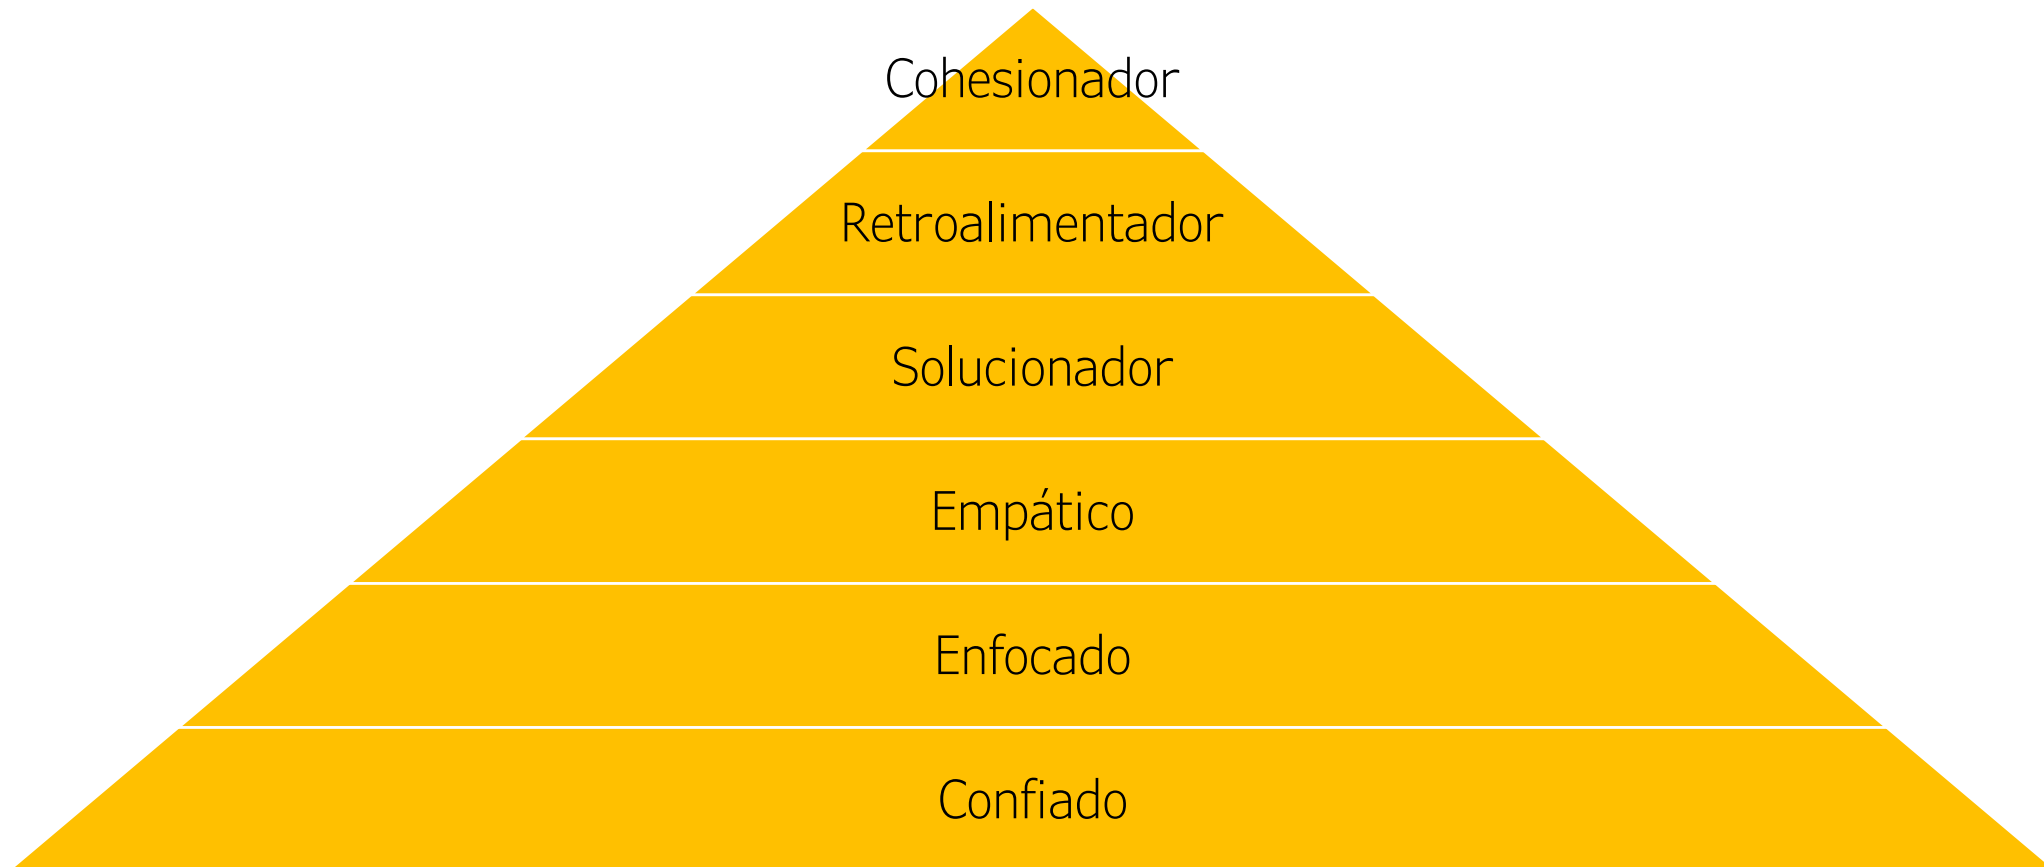 Cohesionador
Retroalimentador
Solucionador
Empático
Enfocado
Confiado